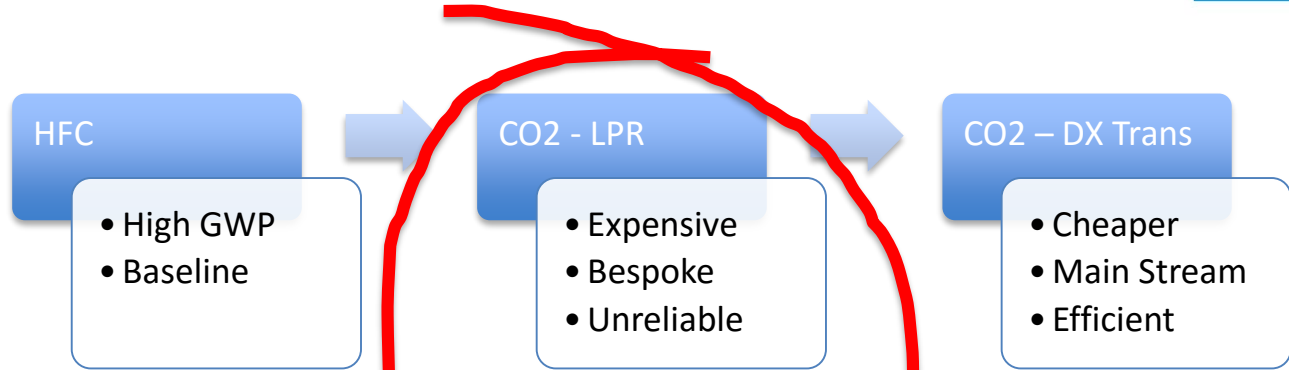 HFC
• High GWP
• Baseline
CO2 - LPR
• Expensive
• Bespoke
• Unreliable
CO2 – DX Trans
• Cheaper
• Main Stream
• Efficient